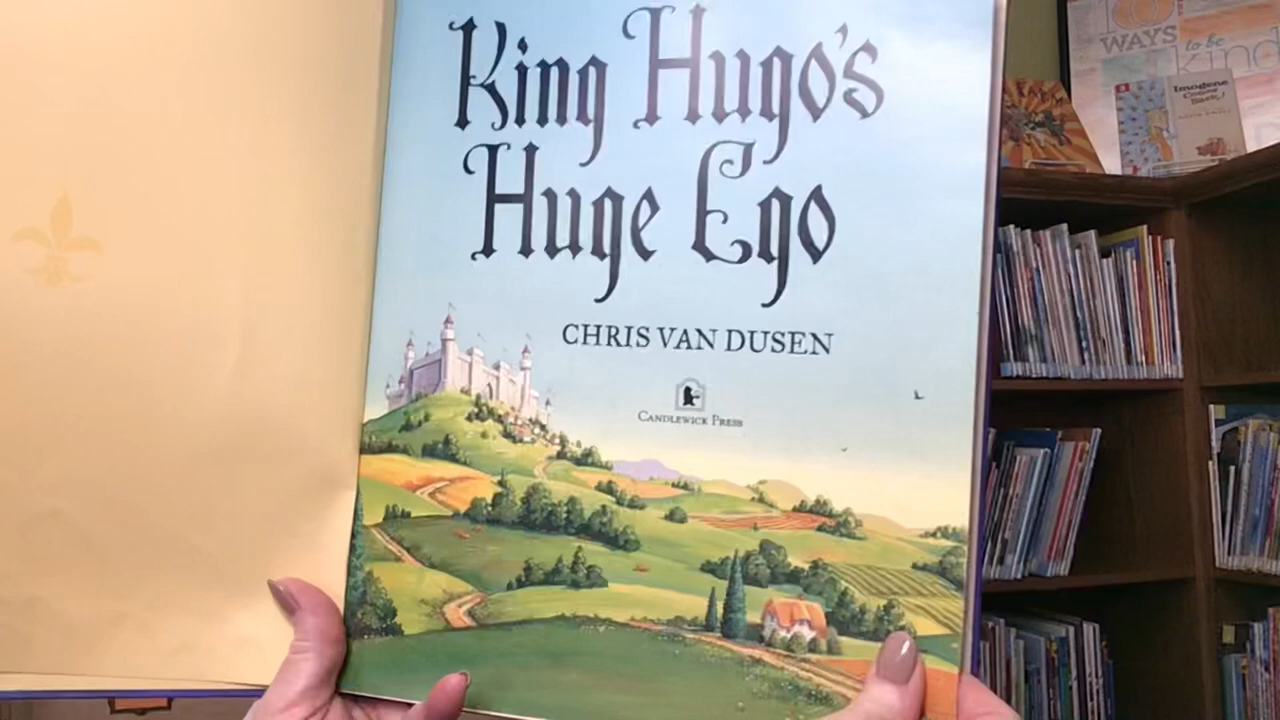 King Hugo's
Huge Ego
CHRIS VAN DUSEN
CANDLEWICK PRESS
100
WAYS
to be
kind
Imogene
Comes
Back!